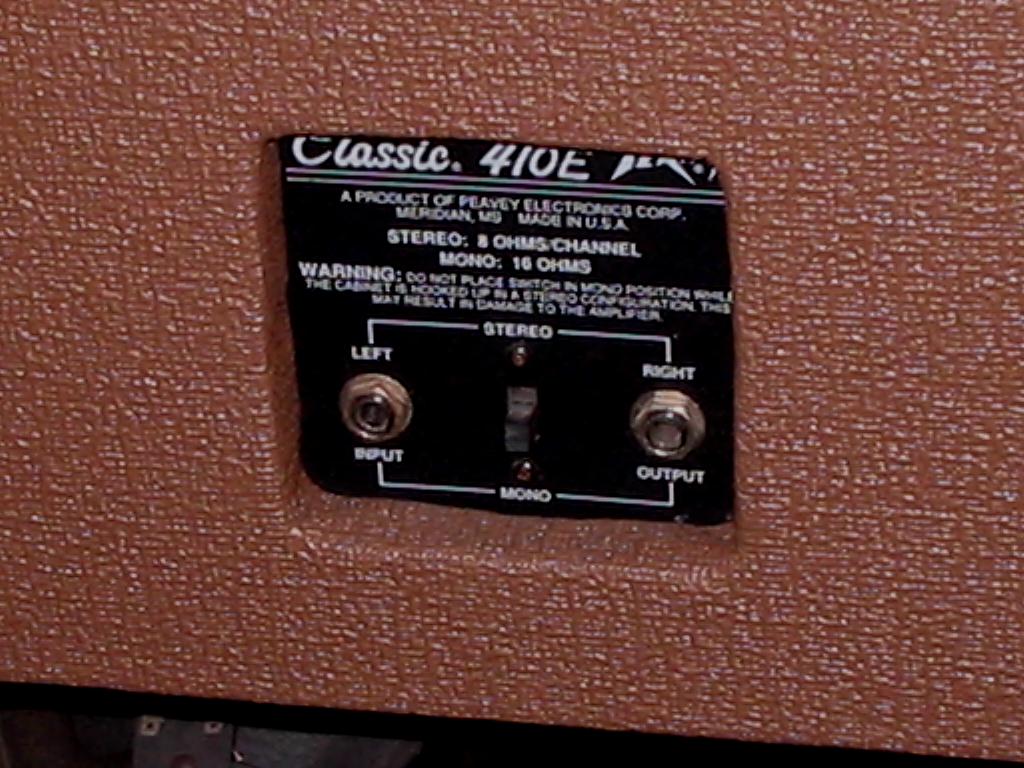 Classic. 410E
A PRODUCT OF PEAVEY ELECTRONICS CORP.
MERIDIAN, MS MADE IN U.S.A.
STEREO: 8 OHMS/CHANNEL
MONO: 16 OHMS
WARNING: DO NOT PLACE SWITCH IN MONO POSITION WHILE
THE CABINET IS HOOKED UP IN A STEREO CONFIGURATION. THIS
MAY RESULT IN DAMAGE TO THE AMPLIFIER.
STEREO
LEFT
RIGHT
INPUT
OUTPUT
MONO